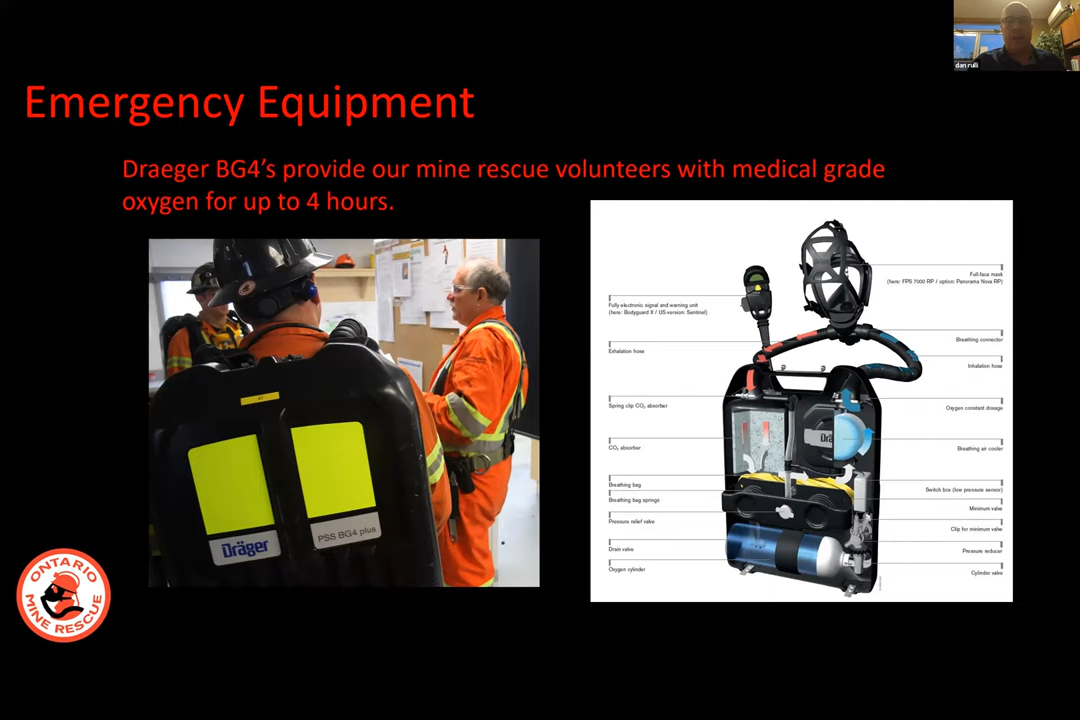 dan rulli
Emergency Equipment
Draeger BG4’s provide our mine rescue volunteers with medical grade
oxygen for up to 4 hours.
Dräger
PSS BG4 plus
ONTARIO
MINE RESCUE
Fully electronic signal and warning unit
(here: Bodyguard II / US-version: Sentinel)
Exhalation hose
Spring clip CO₂ absorber
CO₂ absorber
Breathing bag
Breathing bag springs
Pressure relief valve
Drain valve
Oxygen cylinder
Full-face mask
(here: FPS 7000 RP / option: Panorama Nova RP)
Breathing connector
Inhalation hose
Oxygen constant dosage
Breathing air cooler
Switch box (low pressure sensor)
Minimum valve
Clip for minimum valve
Pressure reducer
Cylinder valve